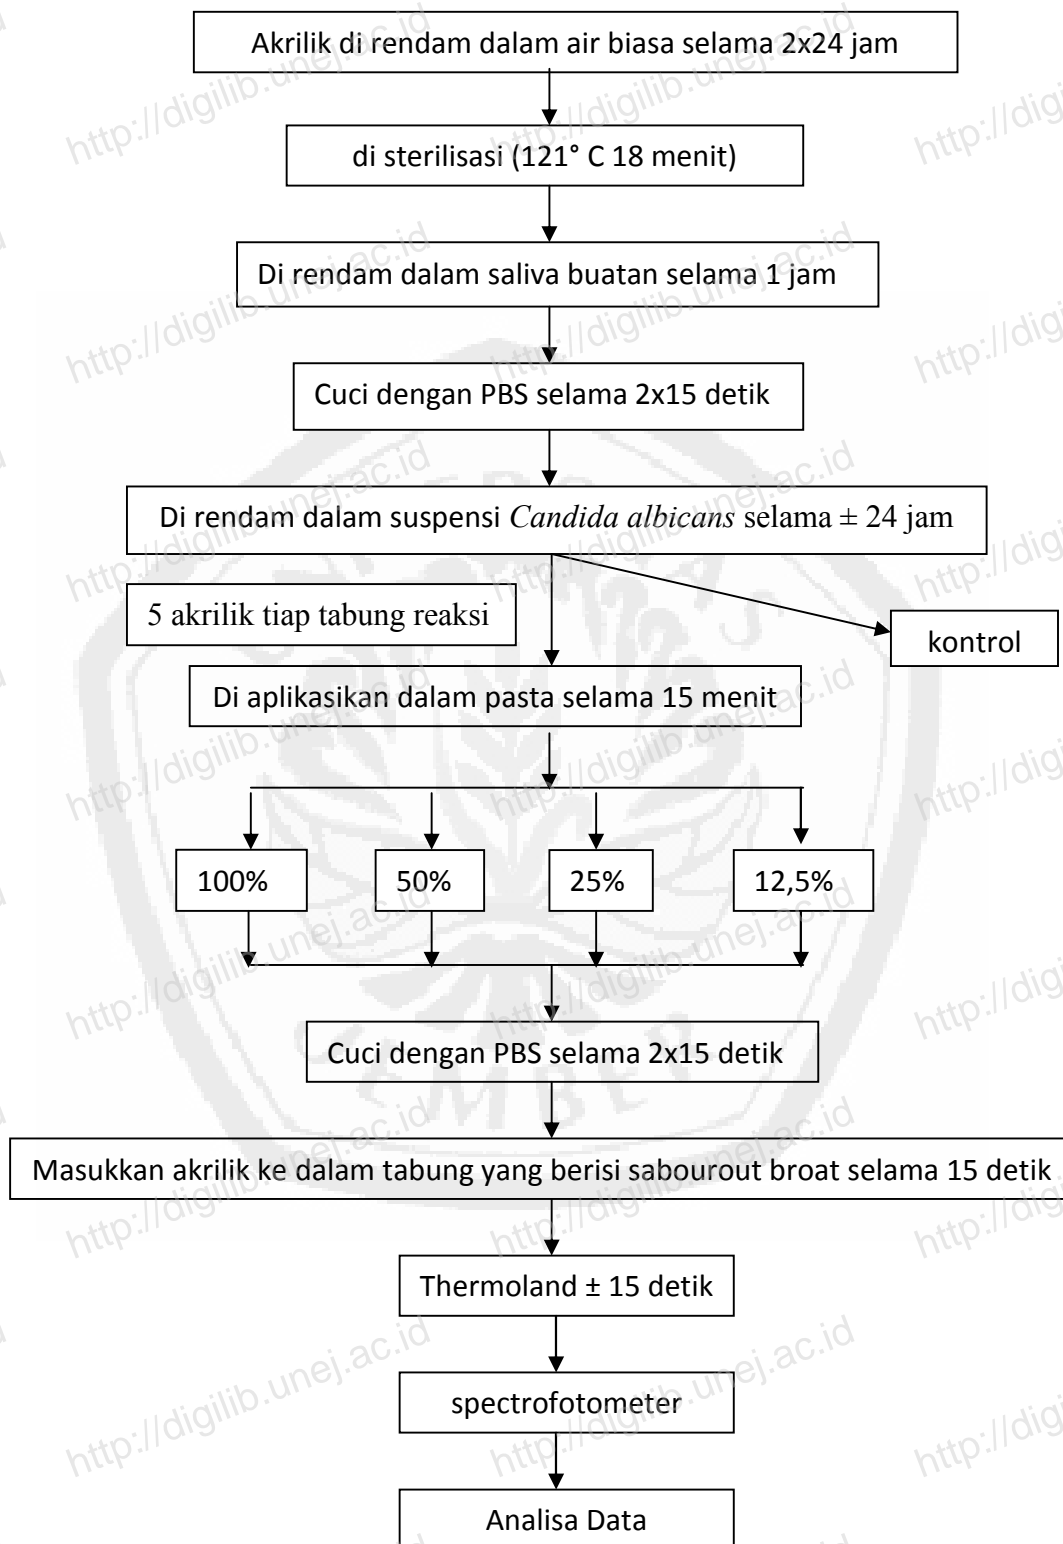 Akrilik di rendam dalam air biasa selama 2x24 jam
di sterilisasi (121° C 18 menit)
Di rendam dalam saliva buatan selama 1 jam
Cuci dengan PBS selama 2x15 detik
Di rendam dalam suspensi Candida albicans selama ± 24 jam
5 akrilik tiap tabung reaksi
kontrol
Di aplikasikan dalam pasta selama 15 menit
100%
50%
25%
12,5%
Cuci dengan PBS selama 2x15 detik
Masukkan akrilik ke dalam tabung yang berisi sabourout broat selama 15 detik
Thermoland ± 15 detik
spectrofotometer
Analisa Data
http://digilib.unej.ac.id
UNIVERSITAS
JEMBER